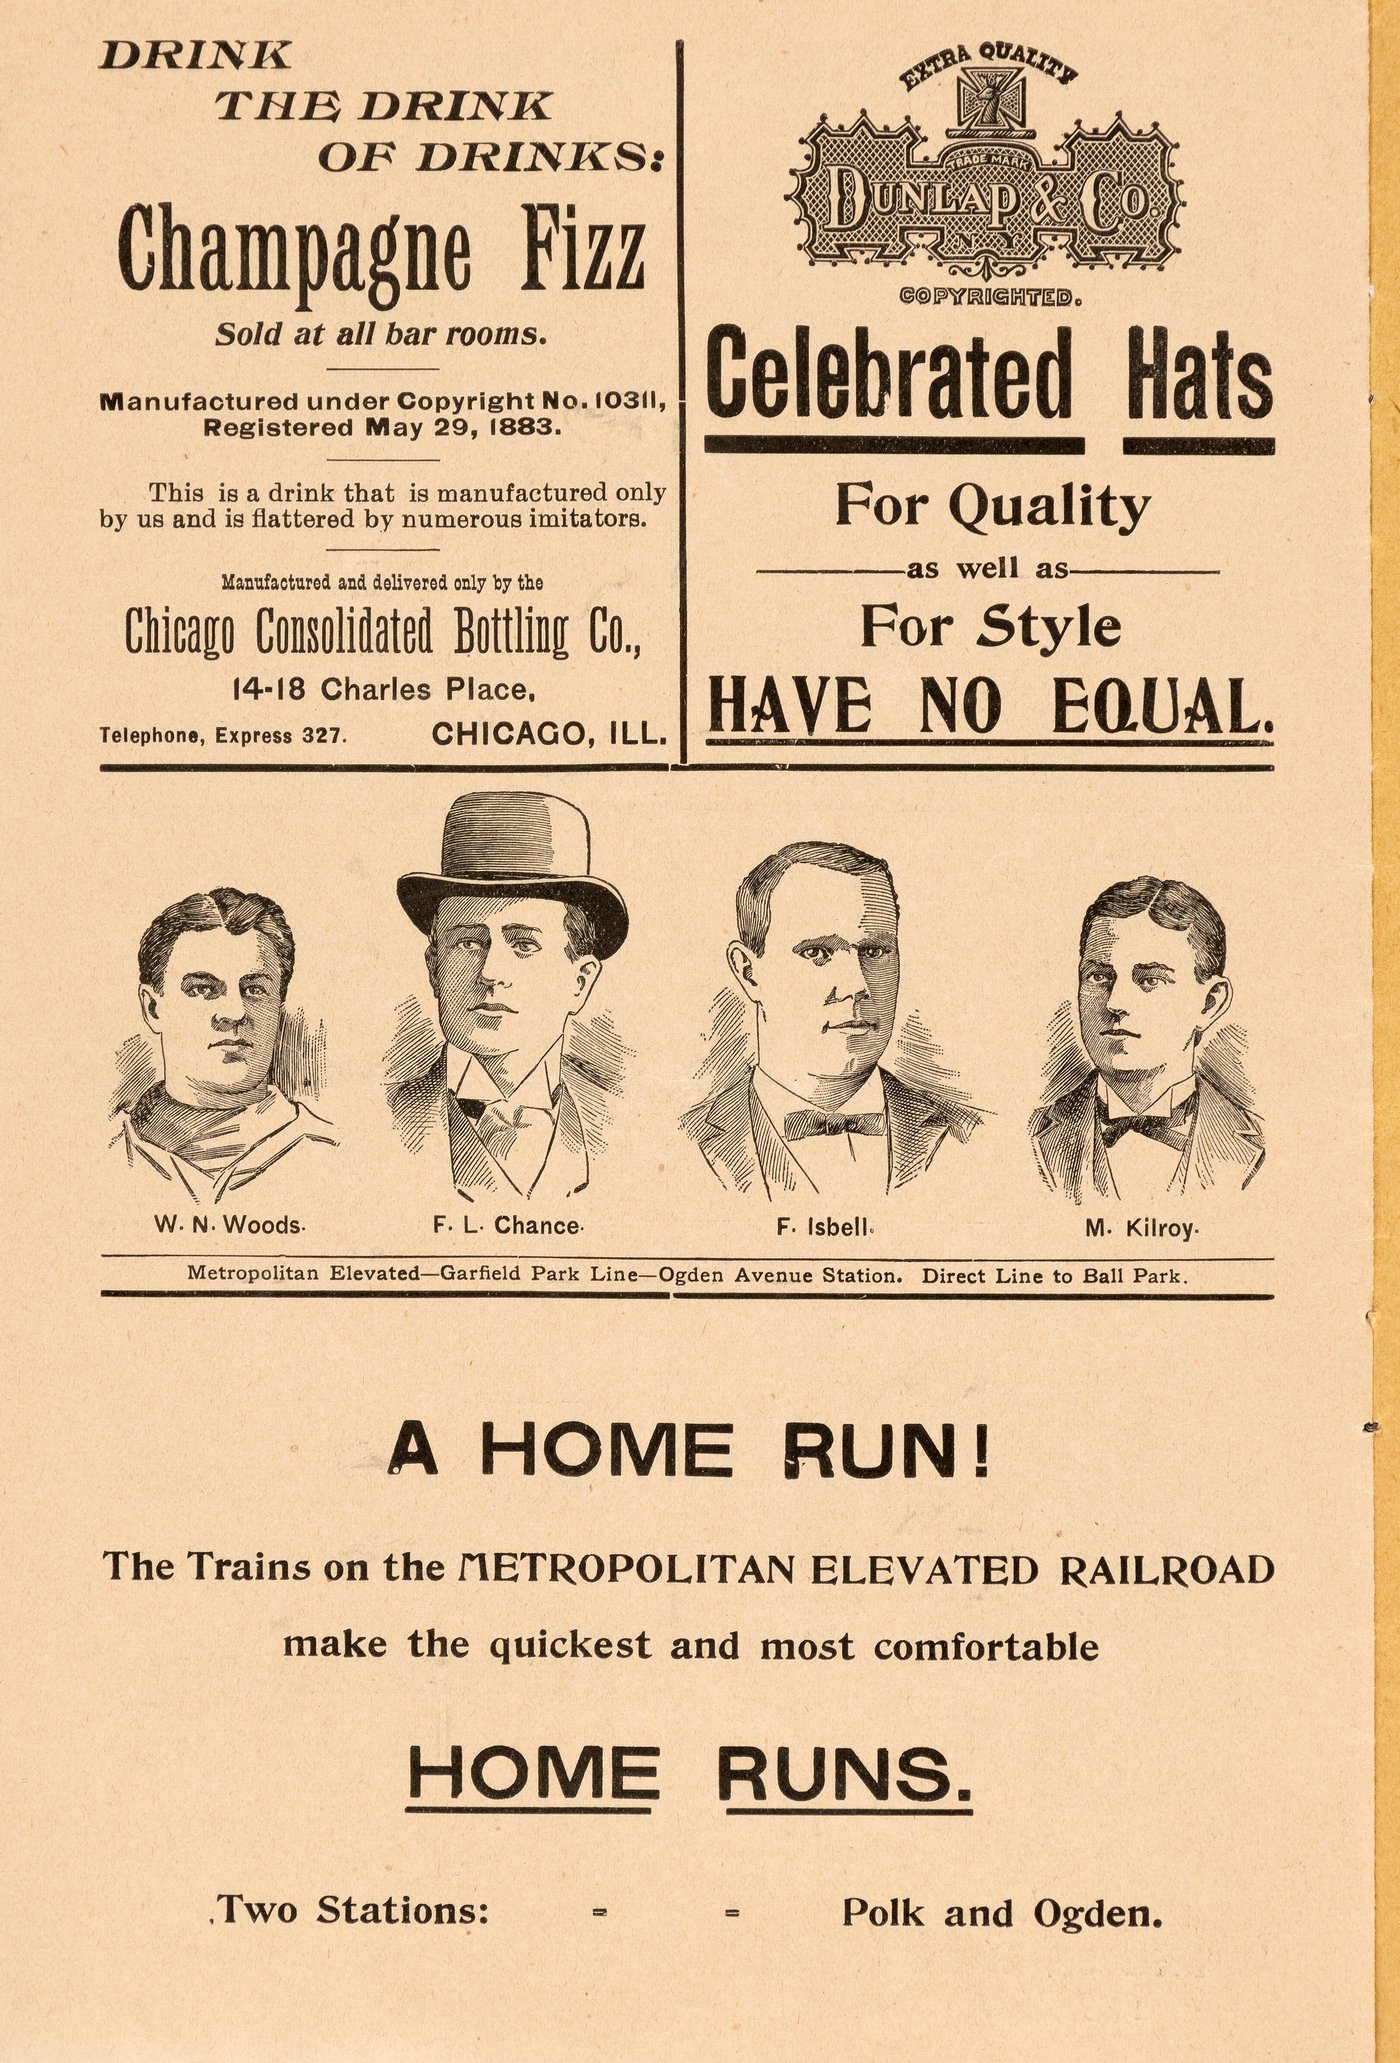 DRINK
THE DRINK
OF DRINKS:
Champagne Fizz
Sold at all bar rooms.
Manufactured under Copyright No. 10311,
Registered May 29, 1883.
This is a drink that is manufactured only
by us and is flattered by numerous imitators.
Manufactured and delivered only by the
Chicago Consolidated Bottling Co.,
14-18 Charles Place,
Telephone, Express 327. CHICAGO, ILL.
EXTRA QUALITY
TRADE MARK
DUNLAP & CO.
N Y
COPYRIGHTED.
Celebrated Hats
For Quality
as well as
For Style
HAVE NO EQUAL.
W. N. Woods.
F. L. Chance.
F. Isbell.
M. Kilroy.
Metropolitan Elevated—Garfield Park Line—Ogden Avenue Station. Direct Line to Ball Park.
A HOME RUN!
The Trains on the METROPOLITAN ELEVATED RAILROAD
make the quickest and most comfortable
HOME RUNS.
Two Stations: - - Polk and Ogden.